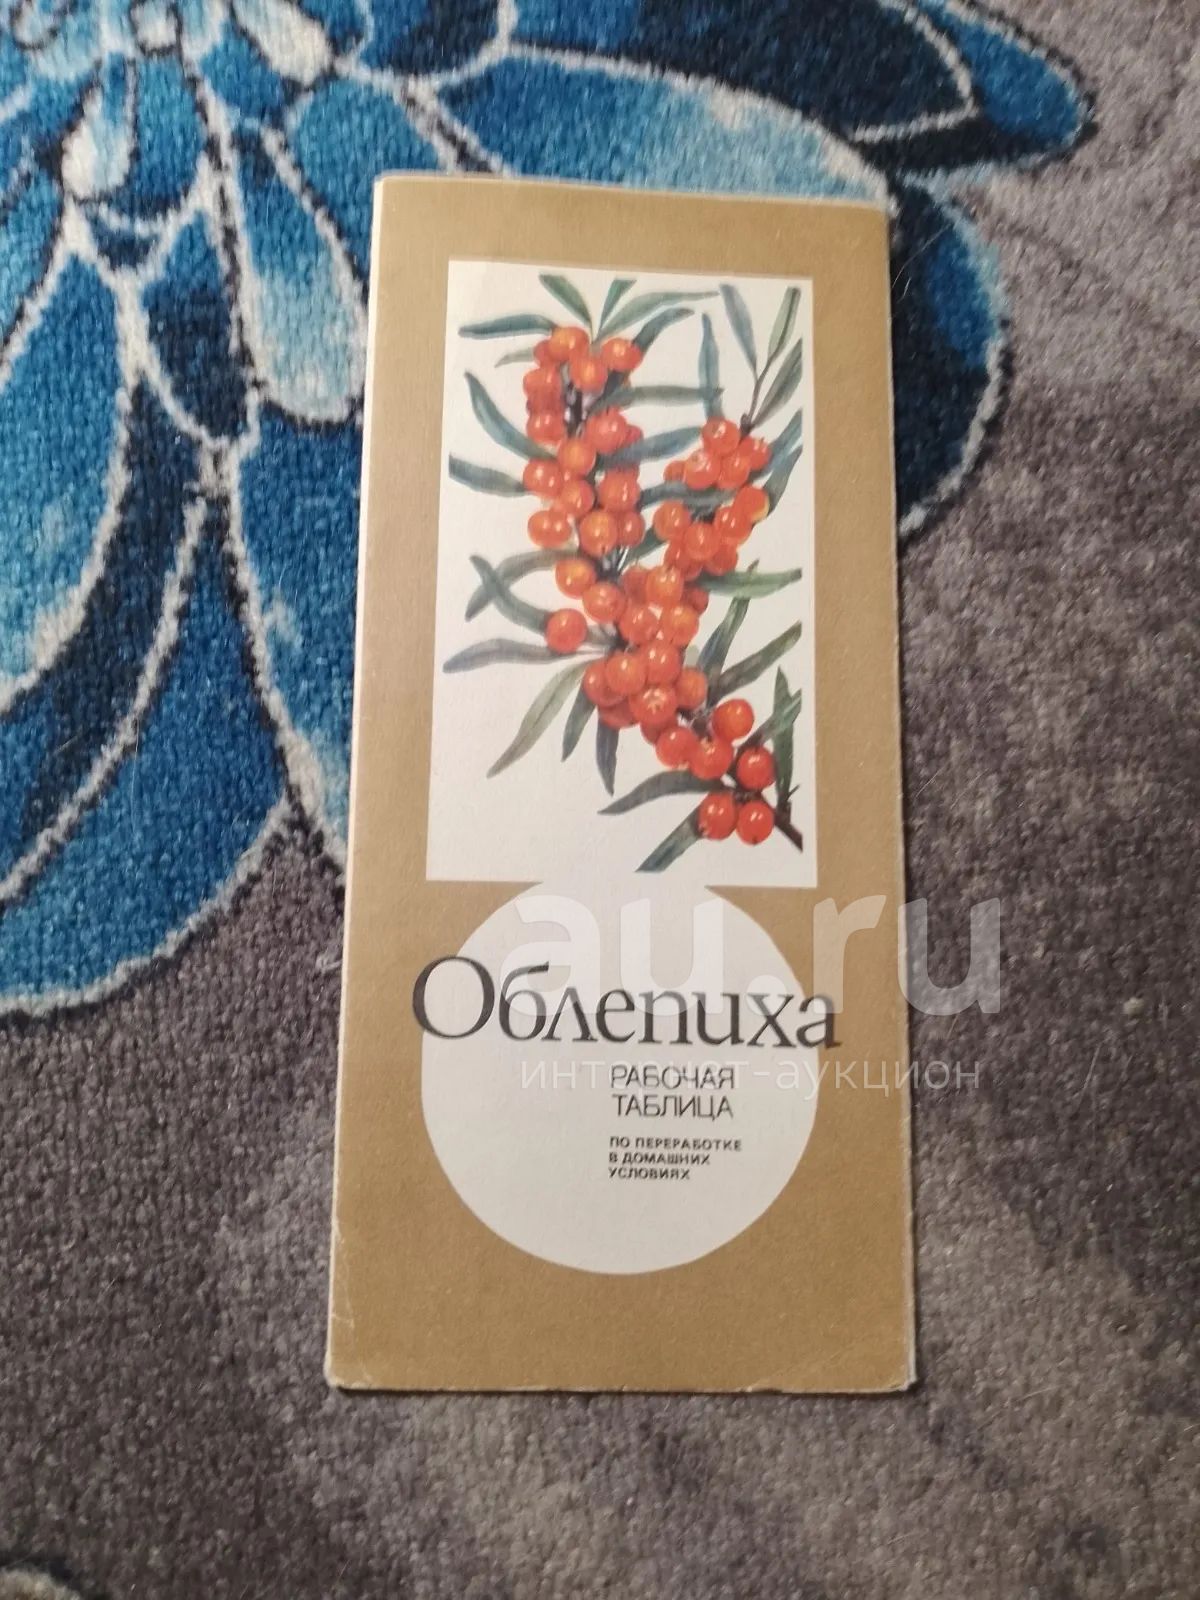 au.ru
Облепиха
интернет-аукцион
РАБОЧАЯ
ТАБЛИЦА
ПО ПЕРЕРАБОТКЕ
В ДОМАШНИХ
УСЛОВИЯХ